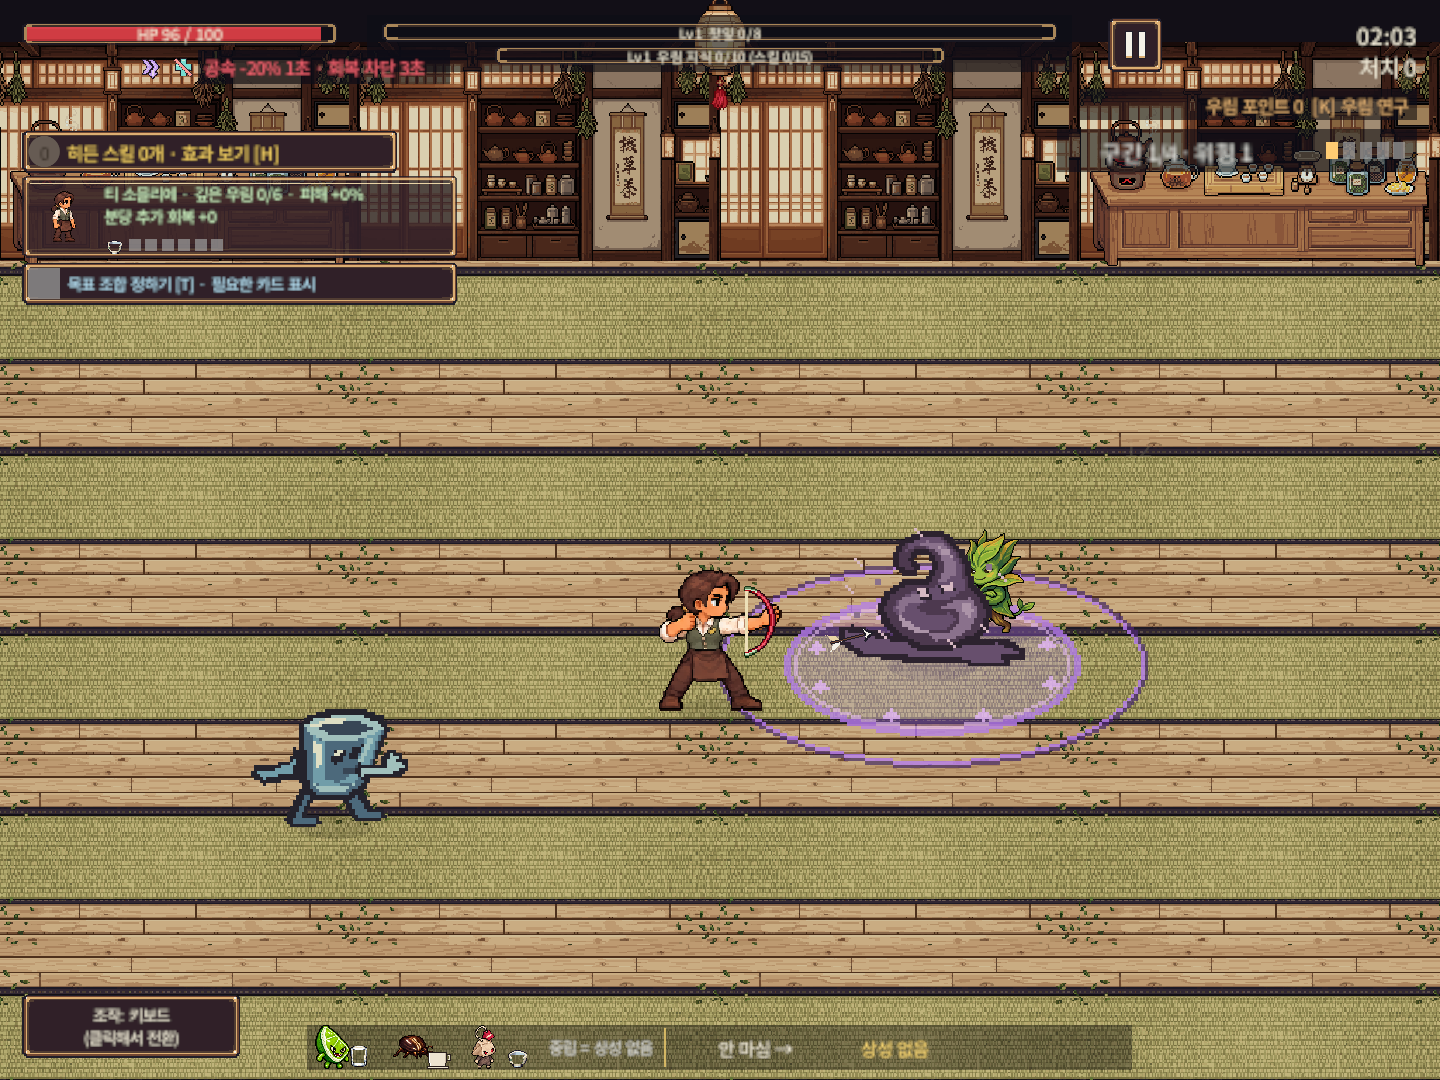 HP 96 / 100
Lv1 찻잎 0/8
Lv1 우림 지식 0/10 (스킬 0/15)
02:03
처치 0
공속 -20% 1초 · 회복 차단 3초
우림 포인트 0 [K] 우림 연구
0
히든 스킬 0개 · 효과 보기 [H]
구간 1/4 · 위험 1
티 소믈리에 - 깊은 우림 0/6 - 피해 +0%
분당 추가 회복 +0
목표 조합 정하기 [T] - 필요한 카드 표시
조작: 키보드
(클릭해서 전환)
중립 = 상성 없음
안 마심 →
상성 없음